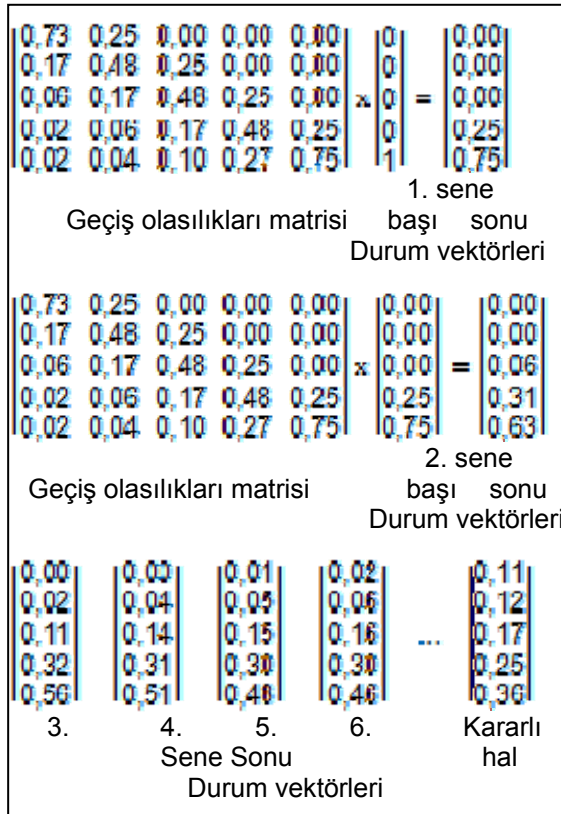 |0,73 0,25 0,00 0,00 0,00| |0| |0,00|
|0,17 0,48 0,25 0,00 0,00| |0| |0,00|
|0,06 0,17 0,48 0,25 0,00| x |0| = |0,00|
|0,02 0,06 0,17 0,48 0,25| |0| |0,25|
|0,02 0,04 0,10 0,27 0,75| |1| |0,75|
1. sene
Geçiş olasılıkları matrisi başı sonu
Durum vektörleri
|0,73 0,25 0,00 0,00 0,00| |0,00| |0,00|
|0,17 0,48 0,25 0,00 0,00| |0,00| |0,00|
|0,06 0,17 0,48 0,25 0,00| x |0,00| = |0,06|
|0,02 0,06 0,17 0,48 0,25| |0,25| |0,31|
|0,02 0,04 0,10 0,27 0,75| |0,75| |0,63|
2. sene
Geçiş olasılıkları matrisi başı sonu
Durum vektörleri
|0,00| |0,03| |0,01| |0,02| |0,11|
|0,02| |0,04| |0,05| |0,06| |0,12|
|0,11| |0,14| |0,15| |0,16| ... |0,17|
|0,32| |0,31| |0,30| |0,30| |0,25|
|0,56| |0,51| |0,48| |0,46| |0,36|
3. 4. 5. 6. Kararlı
Sene Sonu hal
Durum vektörleri